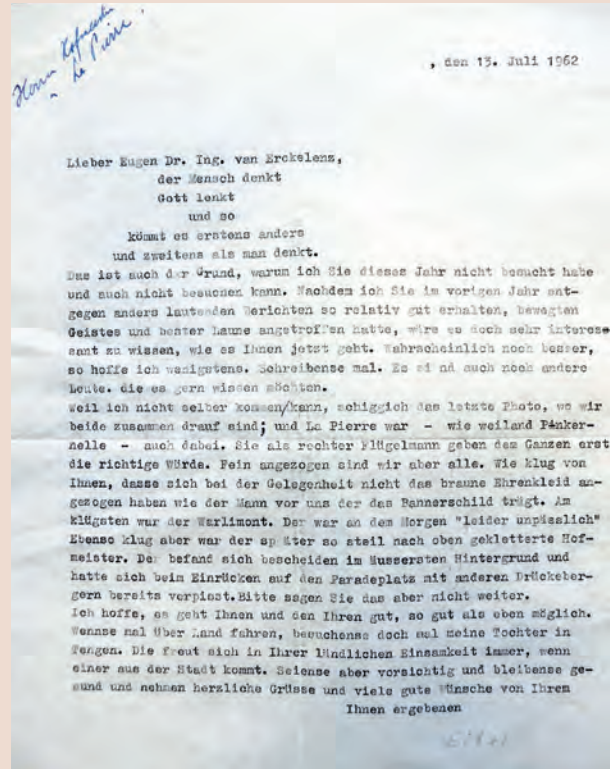 Herrn Hofmeister
La Pierre
, den 13. Juli 1962
Lieber Eugen Dr. Ing. van Erckelenz,
der Mensch denkt
Gott lenkt
und so
kömmt es erstens anders
und zweitens als man denkt.
Das ist auch der Grund, warum ich Sie dieses Jahr nicht besucht habe
und auch nicht besuchen kann. Nachdem ich Sie im vorigen Jahr ent-
gegen anders lautenden Berichten so relativ gut erhalten, bewegten
Geistes und bester Laune angetroffen hatte, wäre es doch sehr interes-
sant zu wissen, wie es Ihnen jetzt geht. Wahrscheinlich noch besser,
so hoffe ich wenigstens. Schreibense mal. Es si nd auch noch andere
Leute. die es gern wissen möchten.
Weil ich nicht selber kommen/kann, schiggich das letzte Photo, wo wir
beide zusammen drauf sind; und La Pierre war - wie weiland Pänker-
nelle - auch dabei. Sie als rechter Flügelmann geben dem Ganzen erst
die richtige Würde. Fein angezogen sind wir aber alle. Wie klug von
Ihnen, dasse sich bei der Gelegenheit nicht das braune Ehrenkleid an-
gezogen haben wie der Mann vor uns der das Bannerschild trägt. Am
klügsten war der Warlimont. Der war an dem Morgen "leider unpässlich"
Ebenso klug aber war der später so steil nach oben gekletterte Hof-
meister. Der befand sich bescheiden im äussersten Hintergrund und
hatte sich beim Einrücken auf den Paradeplatz mit anderen Drückeber-
gern bereits verpisst. Bitte sagen Sie das aber nicht weiter.
Ich hoffe, es geht Ihnen und den Ihren gut, so gut als eben möglich.
Wennse mal über Land fahren, besuchense doch mal meine Tochter in
Tengen. Die freut sich in Ihrer ländlichen Einsamkeit immer, wenn
einer aus der Stadt kommt. Seiense aber vorsichtig und bleibense ge-
sund und nehmen herzliche Grüsse und viele gute Wünsche von Ihrem
Ihnen ergebenen